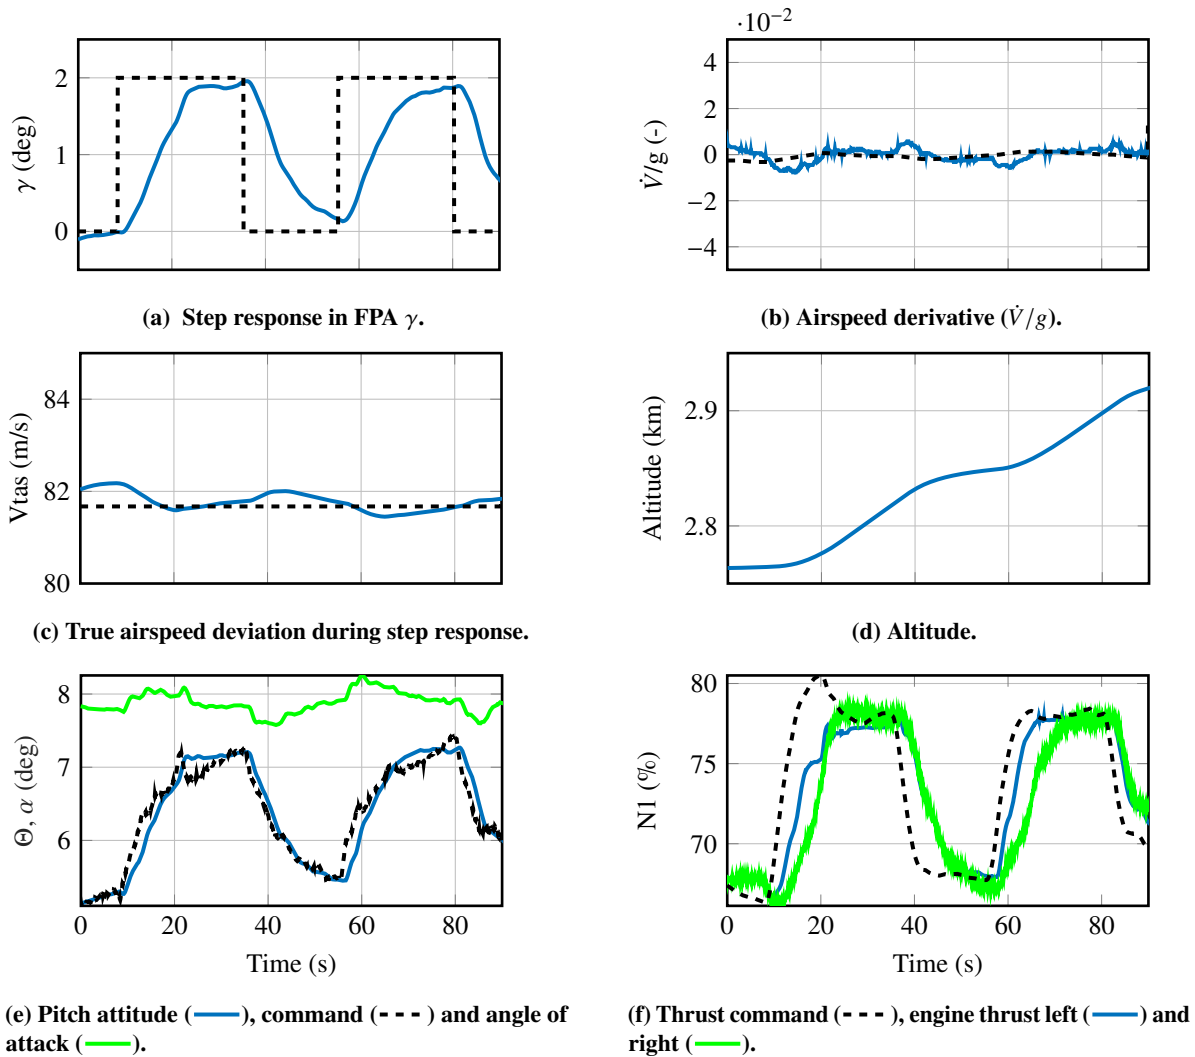 ·10⁻²
2
1
0
γ (deg)
4
2
0
−2
−4
V̇/g (-)
(a) Step response in FPA γ.
(b) Airspeed derivative (V̇/g).
84
82
80
Vtas (m/s)
2.9
2.8
Altitude (km)
(c) True airspeed deviation during step response.
(d) Altitude.
8
7
6
Θ, α (deg)
0 20 40 60 80
Time (s)
80
75
70
N1 (%)
0 20 40 60 80
Time (s)
(e) Pitch attitude ( ), command ( ) and angle of
attack ( ).
(f) Thrust command ( ), engine thrust left ( ) and
right ( ).